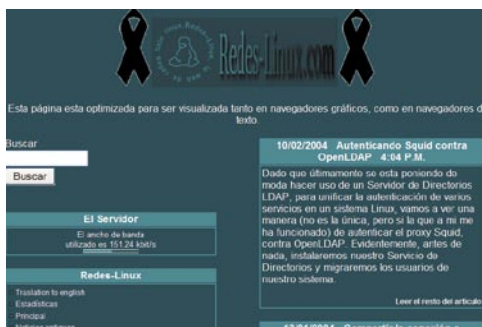 Redes-Linux.com
Esta página esta optimizada para ser visualizada tanto en navegadores gráficos, como en navegadores d
texto.
Buscar
Buscar
El Servidor
El ancho de banda
utilizado es 151.24 kbit/s
Redes-Linux
Traslation to english
Estadísticas
Principal
10/02/2004 Autenticando Squid contra
OpenLDAP 4:04 P.M.
Dado que últimamente se esta poniendo de
moda hacer uso de un Servidor de Directorios
LDAP, para unificar la autenticación de varios
servicios en un sistema Linux, vamos a ver una
manera (no es la única, pero si la que a mi me
ha funcionado) de autenticar el proxy Squid,
contra OpenLDAP. Evidentemente, antes de
nada, instalaremos nuestro Servicio de
Directorios y migraremos los usuarios de
nuestro sistema.
Leer el resto del articulo